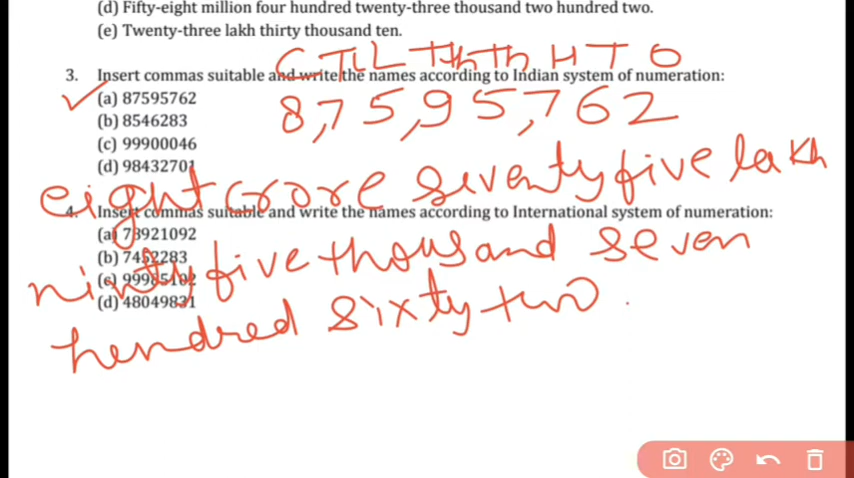 (d) Fifty-eight million four hundred twenty-three thousand two hundred two.
(e) Twenty-three lakh thirty thousand ten.
C TL L Tth Th H T O
3. Insert commas suitable and write the names according to Indian system of numeration:
(a) 87595762
8,75,95,762
(b) 8546283
(c) 99900046
(d) 98432701
eight crore seventy five lakh
4. Insert commas suitable and write the names according to International system of numeration:
(a) 78921092
ninty five thousand seven
(b) 7452283
(c) 99985102
(d) 48049831
hendred sixty two.